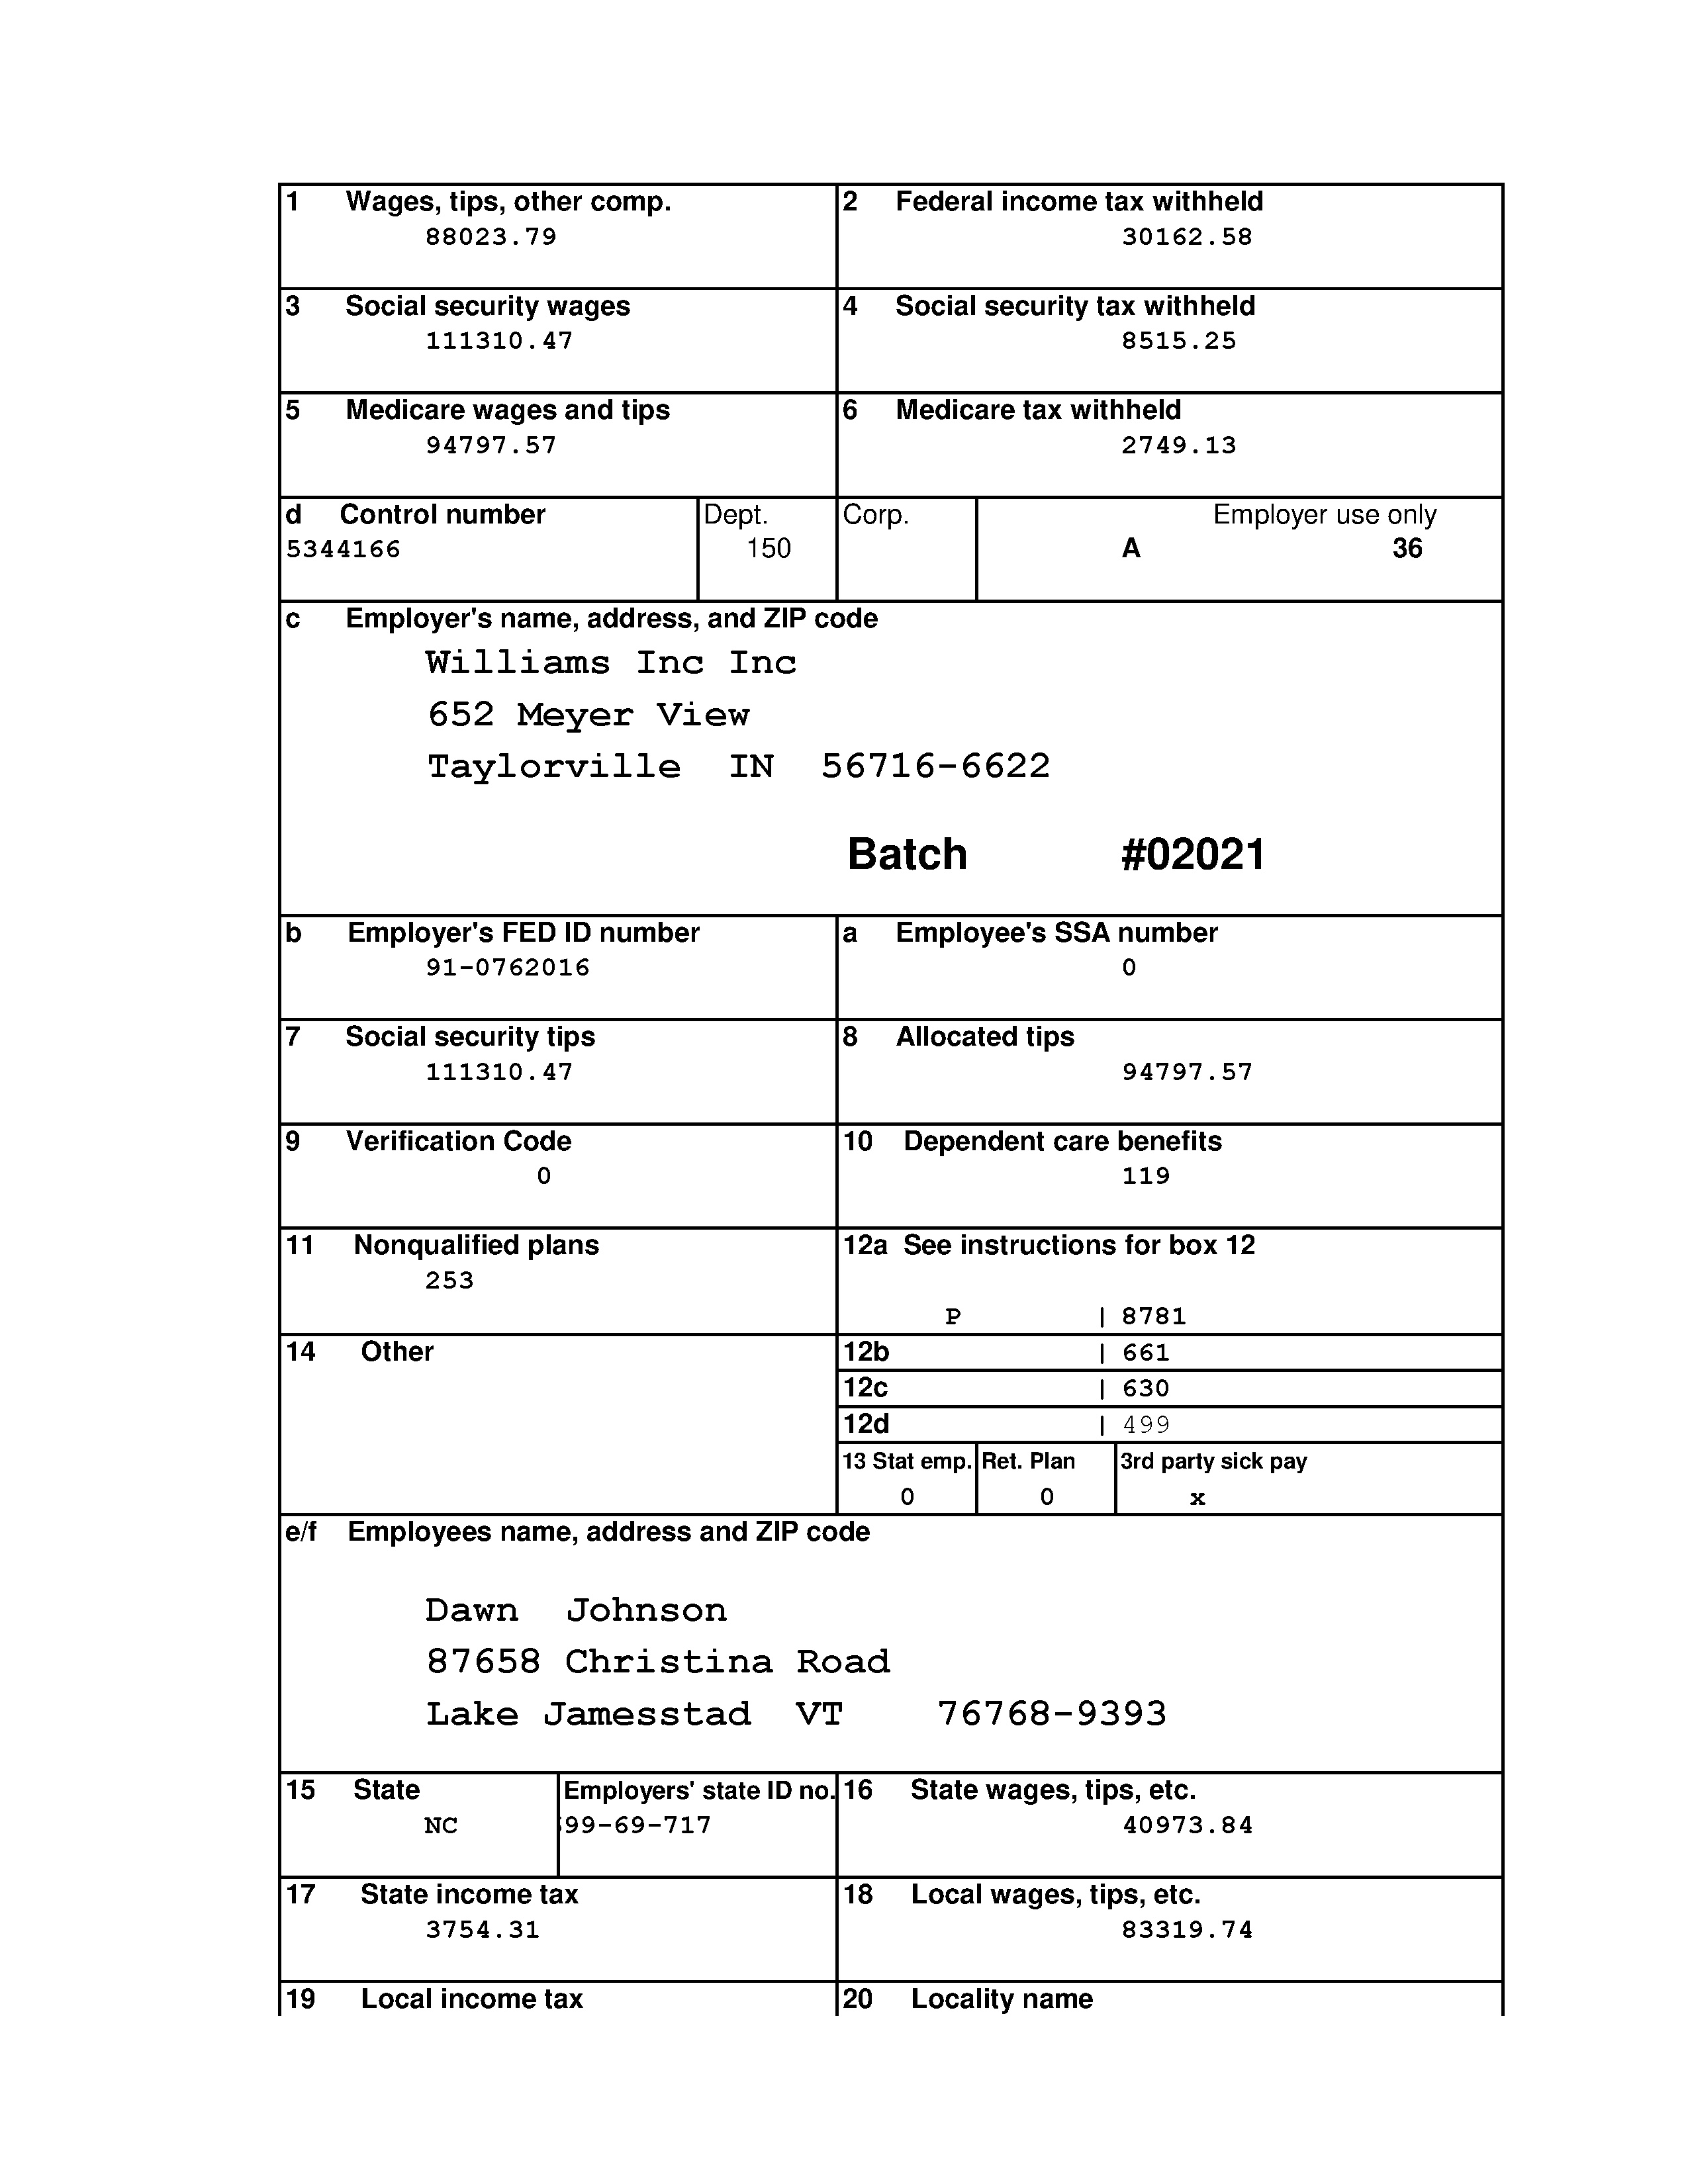 1 Wages, tips, other comp. 2 Federal income tax withheld
88023.79 30162.58
3 Social security wages 4 Social security tax withheld
111310.47 8515.25
5 Medicare wages and tips 6 Medicare tax withheld
94797.57 2749.13
d Control number Dept. Corp. Employer use only
5344166 150 A 36
c Employer's name, address, and ZIP code
Williams Inc Inc
652 Meyer View
Taylorville IN 56716-6622
Batch #02021
b Employer's FED ID number a Employee's SSA number
91-0762016 0
7 Social security tips 8 Allocated tips
111310.47 94797.57
9 Verification Code 10 Dependent care benefits
0 119
11 Nonqualified plans 12a See instructions for box 12
253
P | 8781
14 Other 12b | 661
12c | 630
12d | 499
13 Stat emp. Ret. Plan 3rd party sick pay
0 0 x
e/f Employees name, address and ZIP code
Dawn Johnson
87658 Christina Road
Lake Jamesstad VT 76768-9393
15 State Employers' state ID no. 16 State wages, tips, etc.
NC 99-69-717 40973.84
17 State income tax 18 Local wages, tips, etc.
3754.31 83319.74
19 Local income tax 20 Locality name